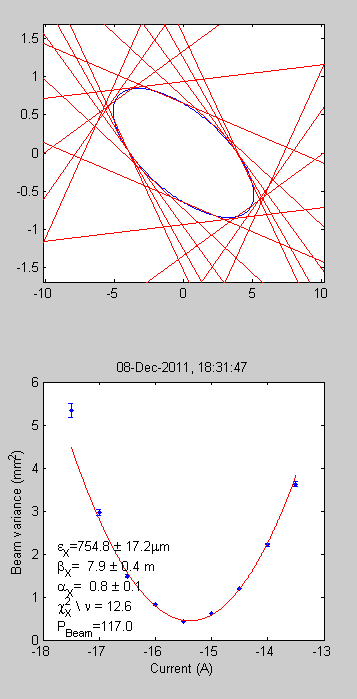 1.5
1
0.5
0
-0.5
-1
-1.5
-10 -5 0 5 10
08-Dec-2011, 18:31:47
6
5
4
3
2
1
0
Beam variance (mm²)
εx=754.8 ± 17.2μm
βx= 7.9 ± 0.4 m
αx= 0.8 ± 0.1
χ²x \ ν = 12.6
PBeam=117.0
-18 -17 -16 -15 -14 -13
Current (A)